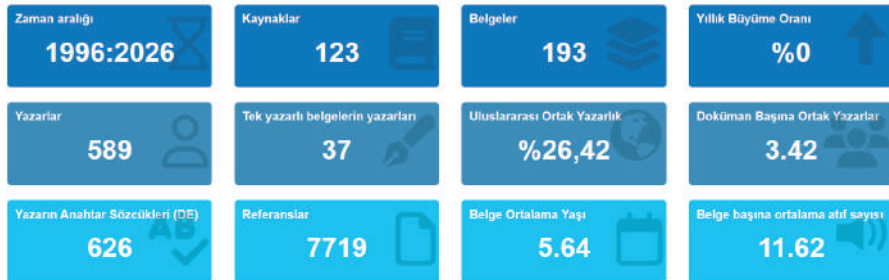 Zaman aralığı
1996:2026
Kaynaklar
123
Belgeler
193
Yıllık Büyüme Oranı
%0
Yazarlar
589
Tek yazarlı belgelerin yazarları
37
Uluslararası Ortak Yazarlık
%26,42
Doküman Başına Ortak Yazarlar
3.42
Yazarın Anahtar Sözcükleri (DE)
626
AB
Referanslar
7719
Belge Ortalama Yaşı
5.64
Belge başına ortalama atıf sayısı
11.62